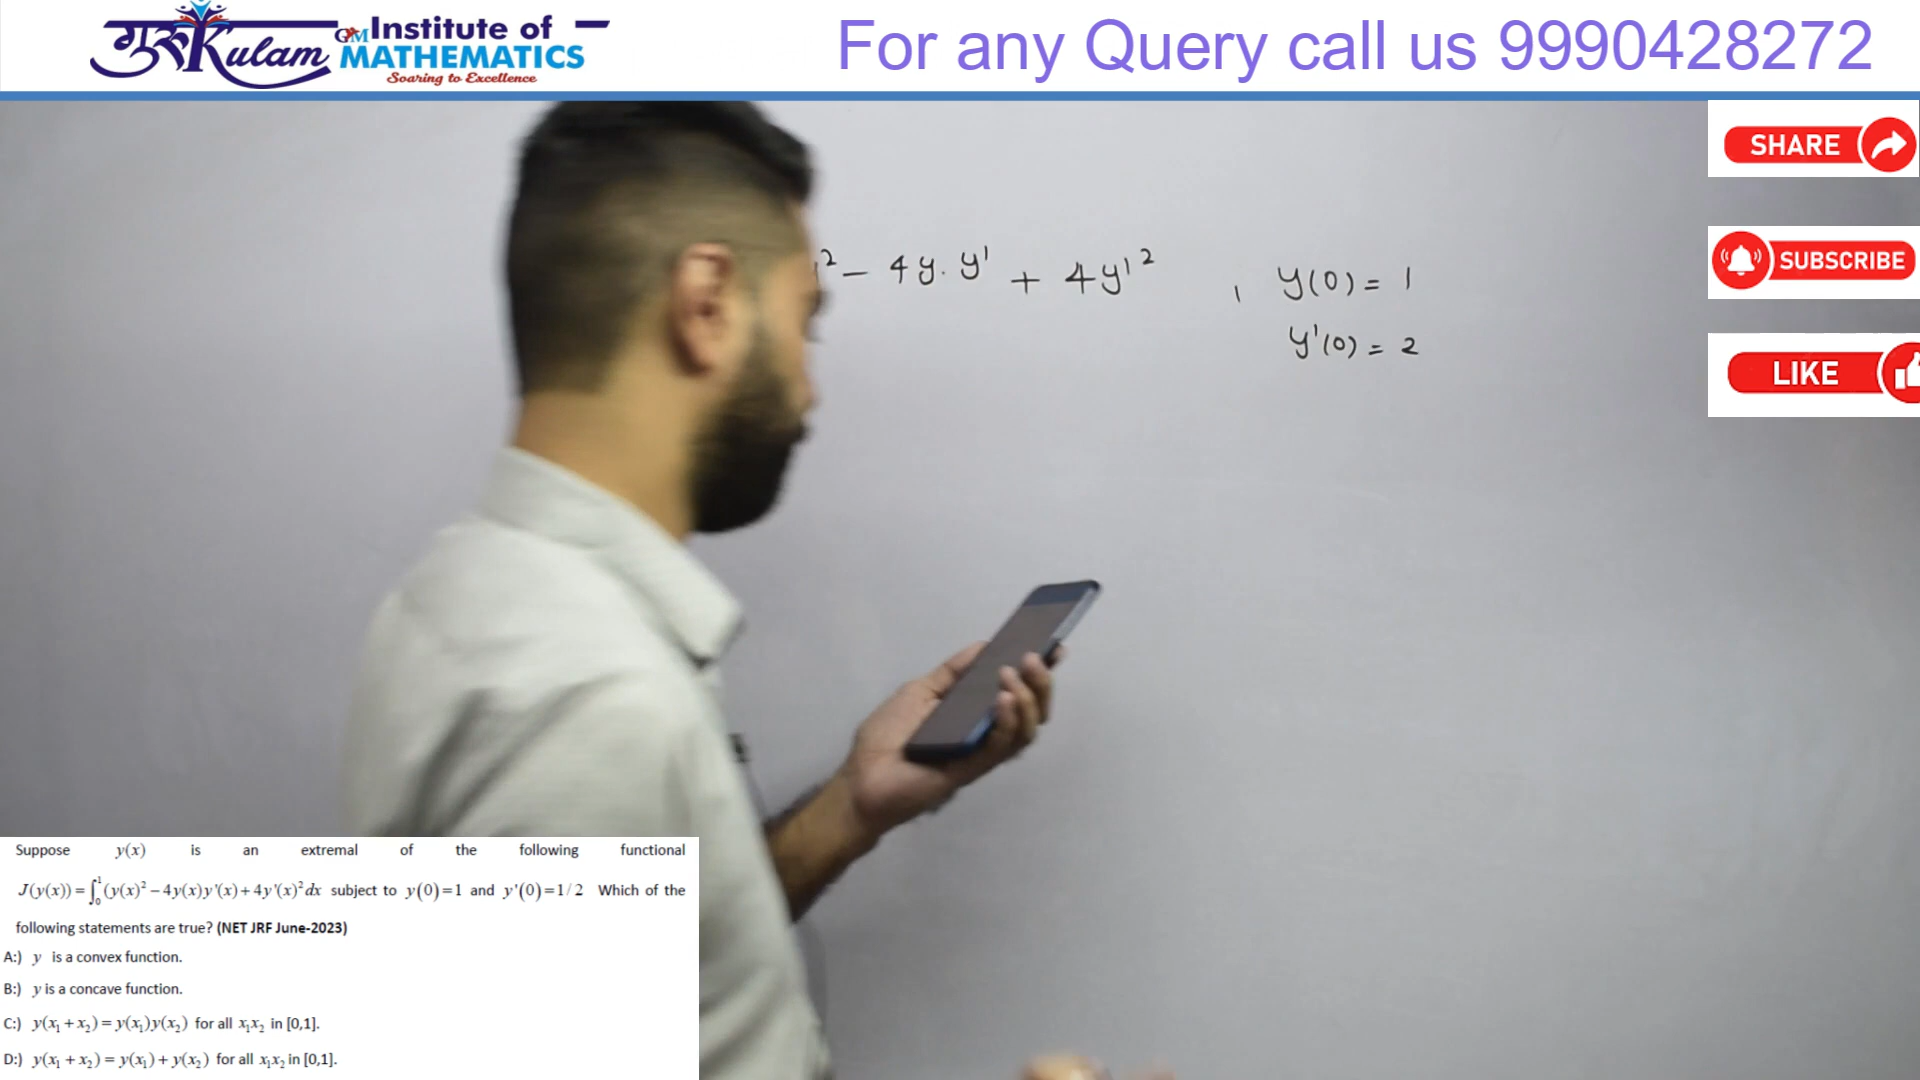 गुरुKulam
GM Institute of
MATHEMATICS
Soaring to Excellence
For any Query call us 9990428272
SHARE
SUBSCRIBE
LIKE
² − 4y. y' + 4y'² , y(0) = 1
y'(0) = 2
Suppose y(x) is an extremal of the following functional
J(y(x)) = ∫₀¹(y(x)² − 4y(x)y'(x) + 4y'(x)² dx subject to y(0)=1 and y'(0)=1/2 Which of the
following statements are true? (NET JRF June-2023)
A:) y is a convex function.
B:) y is a concave function.
C:) y(x₁ + x₂) = y(x₁)y(x₂) for all x₁x₂ in [0,1].
D:) y(x₁ + x₂) = y(x₁) + y(x₂) for all x₁x₂ in [0,1].